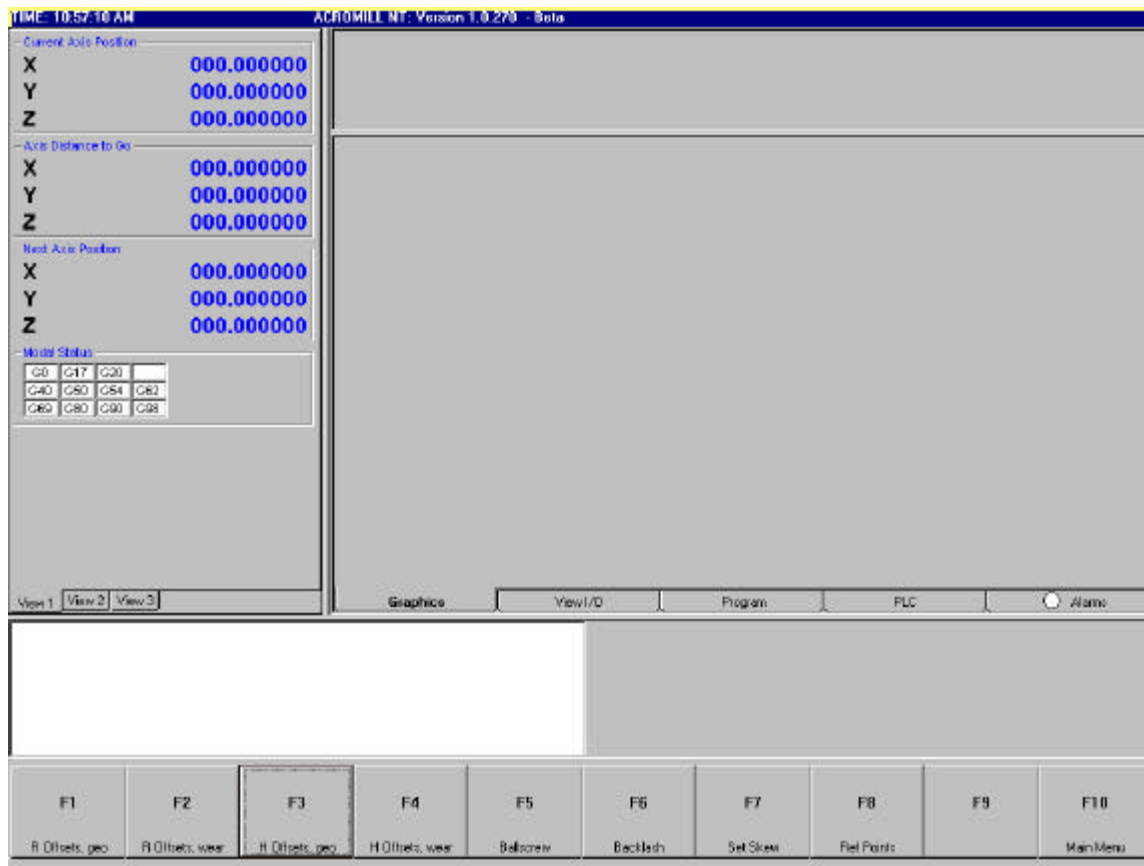 TIME: 10:57:10 AM ACROMILL NT: Version 1.0.270 - Beta
Current Axis Position
X 000.000000
Y 000.000000
Z 000.000000
Axis Distance to Go
X 000.000000
Y 000.000000
Z 000.000000
Next Axis Position
X 000.000000
Y 000.000000
Z 000.000000
Modal Status
G0 G17 G20
G40 G50 G54 G62
G69 G80 G90 G98
View 1 View 2 View 3
Graphics View I/O Program PLC Alarms
F1 F2 F3 F4 F5 F6 F7 F8 F9 F10
R Offsets, geo R Offsets, wear H Offsets, geo H Offsets, wear Ballscrew Backlash Set Skew Ref Points Main Menu